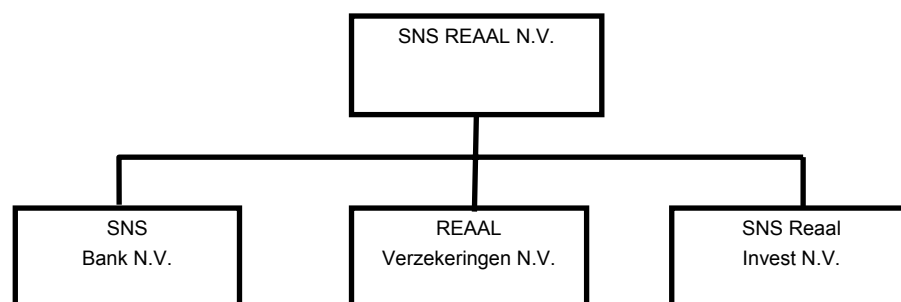 SNS REAAL N.V.
SNS
Bank N.V.
REAAL
Verzekeringen N.V.
SNS Reaal
Invest N.V.